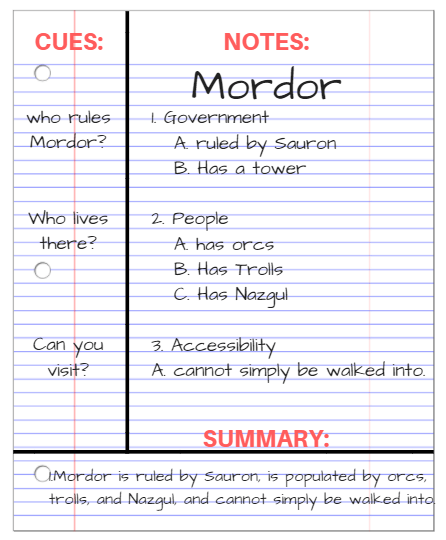 CUES:
NOTES:
Mordor
who rules
Mordor?
1. Government
A. ruled by Sauron
B. Has a tower
Who lives
there?
2. People
A. has orcs
B. Has Trolls
C. Has Nazgul
Can you
visit?
3. Accessibility
A. cannot simply be walked into.
SUMMARY:
1.Mordor is ruled by Sauron, is populated by orcs,
trolls, and Nazgul, and cannot simply be walked into.